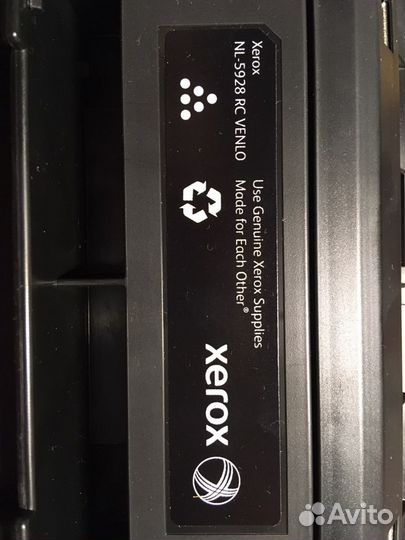 Xerox
NL-5928 RC VENLO
Use Genuine Xerox Supplies
Made for Each Other®
xerox
Avito